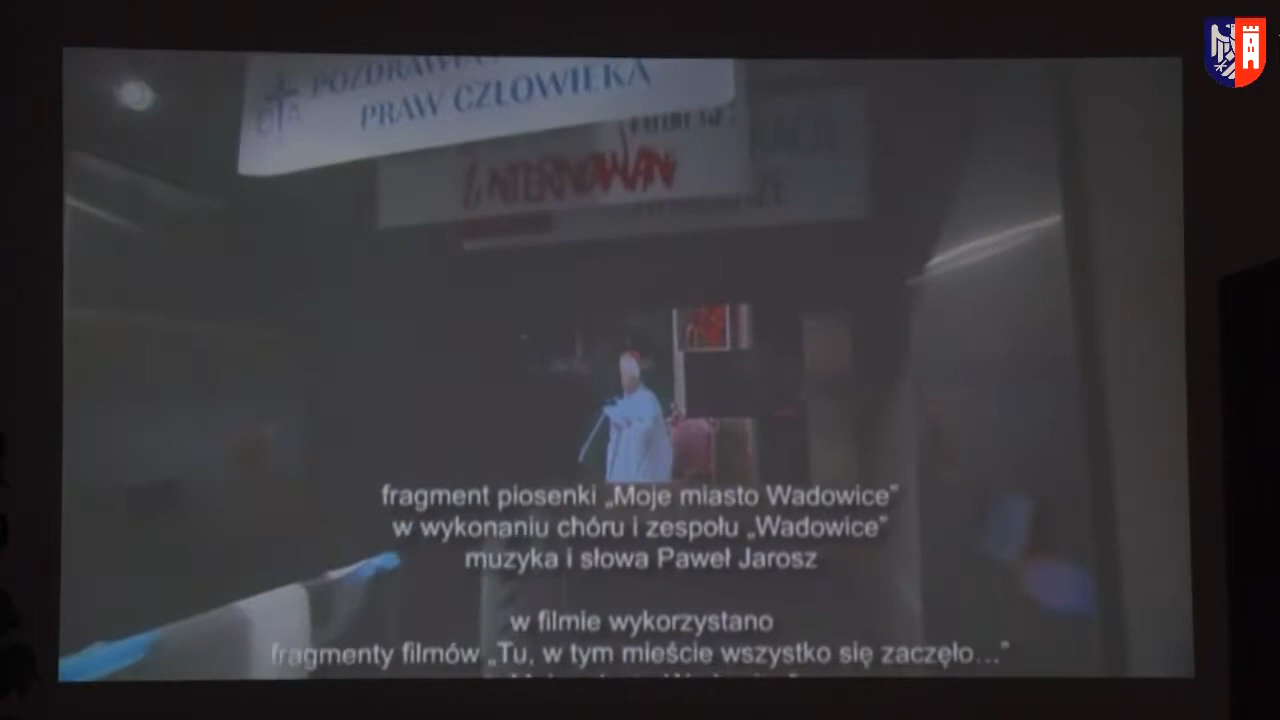 PRAW CZŁOWIEKA
INTERNOWANI
fragment piosenki „Moje miasto Wadowice”
w wykonaniu chóru i zespołu „Wadowice”
muzyka i słowa Paweł Jarosz
w filmie wykorzystano
fragmenty filmów „Tu, w tym mieście wszystko się zaczęło...”